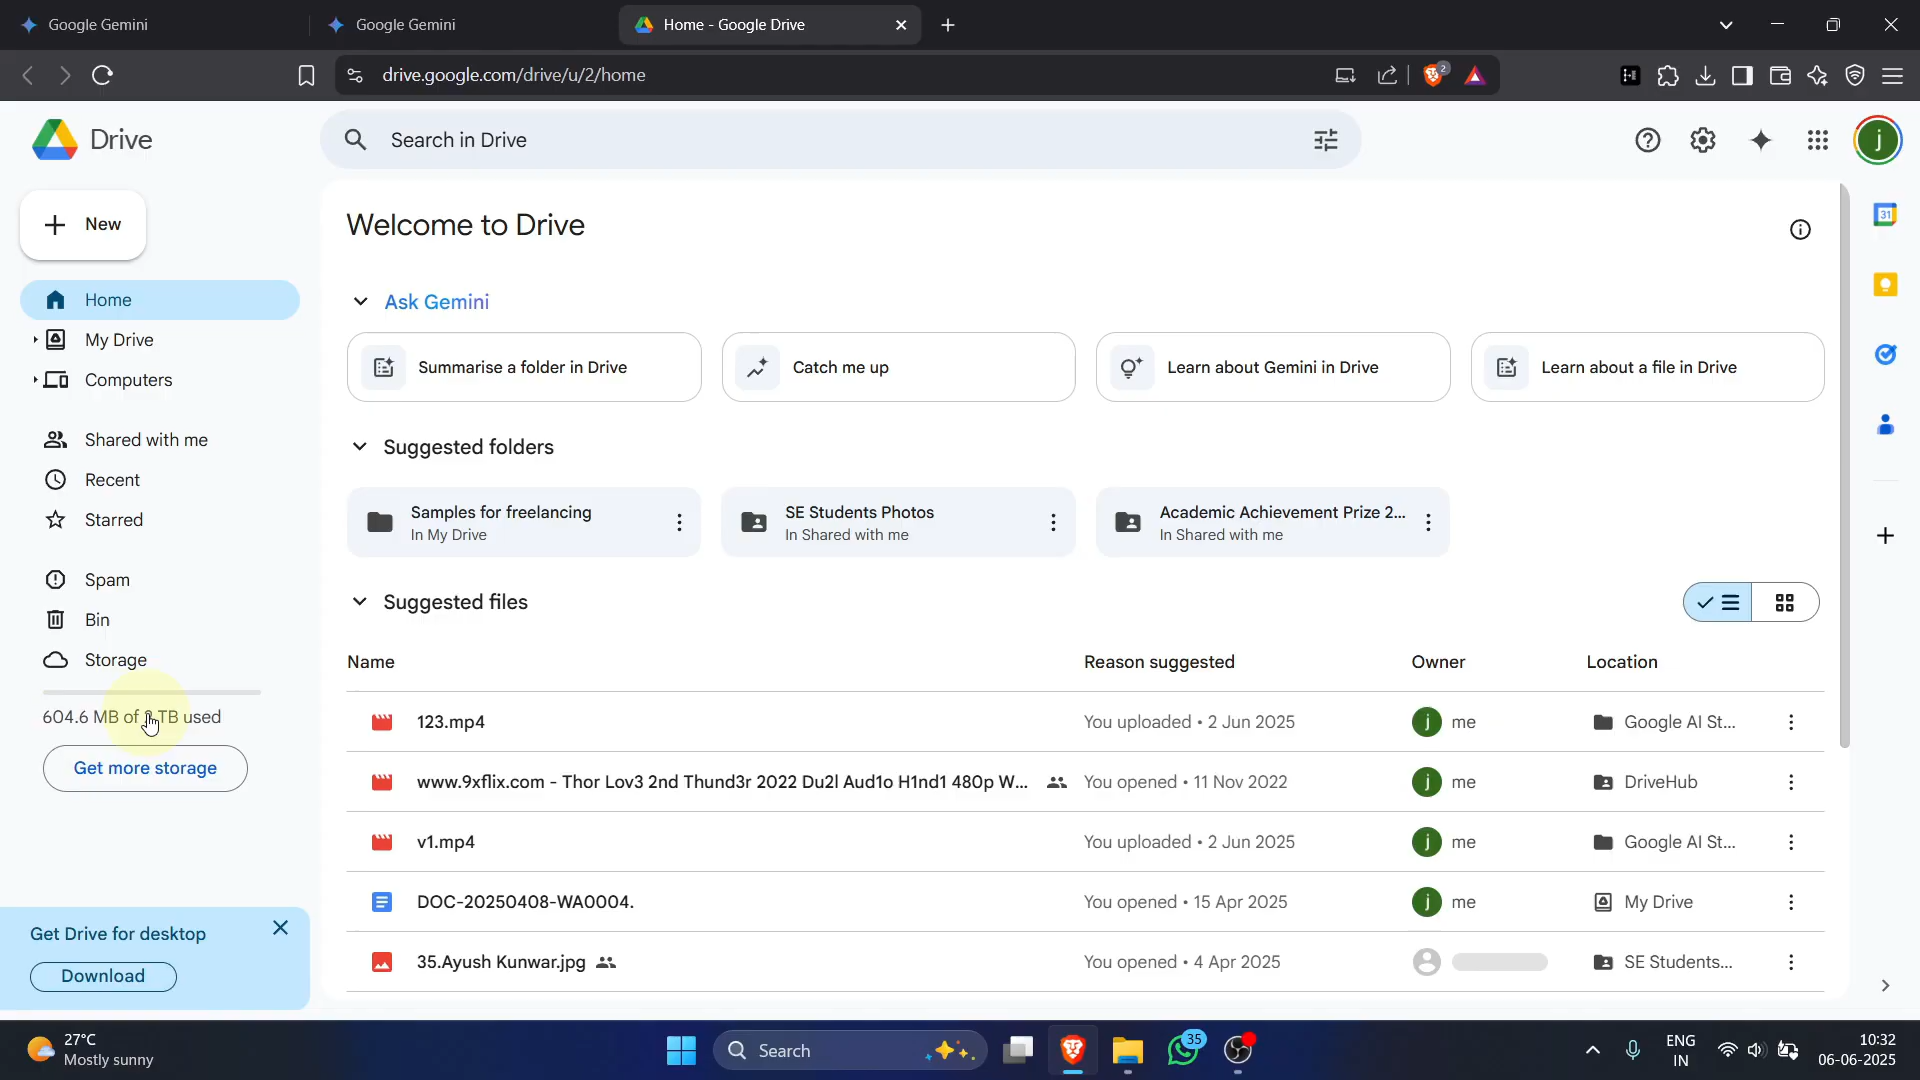 Google Gemini
Google Gemini
Home - Google Drive
drive.google.com/drive/u/2/home
2
Drive
Search in Drive
j
New
Welcome to Drive
31
Home
My Drive
Computers
Ask Gemini
Summarise a folder in Drive
Catch me up
Learn about Gemini in Drive
Learn about a file in Drive
Shared with me
Recent
Starred
Suggested folders
Samples for freelancing
In My Drive
SE Students Photos
In Shared with me
Academic Achievement Prize 2...
In Shared with me
Spam
Bin
Storage
604.6 MB of 2 TB used
Get more storage
Suggested files
Name Reason suggested Owner Location
123.mp4 You uploaded • 2 Jun 2025 j me Google AI St...
www.9xflix.com - Thor Lov3 2nd Thund3r 2022 Du2l Aud1o H1nd1 480p W... You opened • 11 Nov 2022 j me DriveHub
v1.mp4 You uploaded • 2 Jun 2025 j me Google AI St...
DOC-20250408-WA0004. You opened • 15 Apr 2025 j me My Drive
35.Ayush Kunwar.jpg You opened • 4 Apr 2025 SE Students...
Get Drive for desktop
Download
27°C
Mostly sunny
Search
35
ENG
IN
10:32
06-06-2025